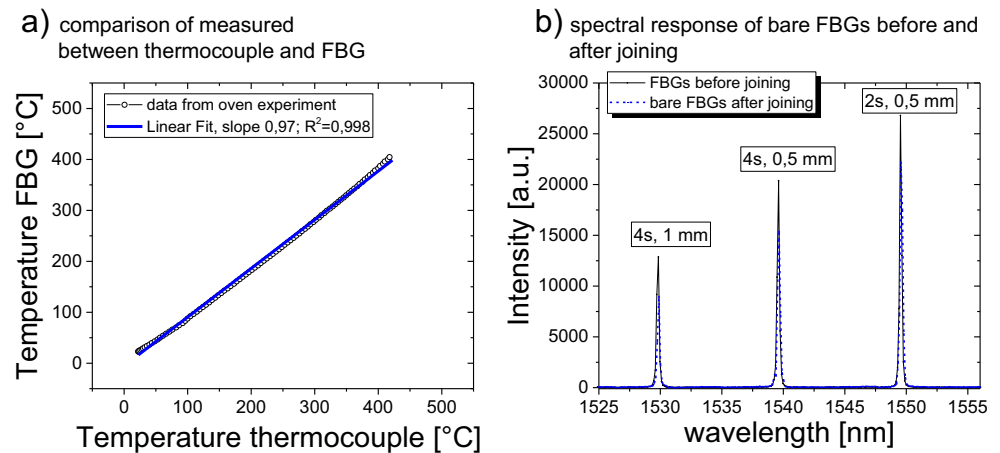 a) comparison of measured
between thermocouple and FBG
500
400
300
200
100
0
Temperature FBG [°C]
data from oven experiment
Linear Fit, slope 0,97; R²=0,998
0 100 200 300 400 500
Temperature thermocouple [°C]
b) spectral response of bare FBGs before and
after joining
30000
25000
20000
15000
10000
5000
0
Intensity [a.u.]
FBGs before joining
bare FBGs after joining
2s, 0,5 mm
4s, 0,5 mm
4s, 1 mm
1525 1530 1535 1540 1545 1550 1555
wavelength [nm]